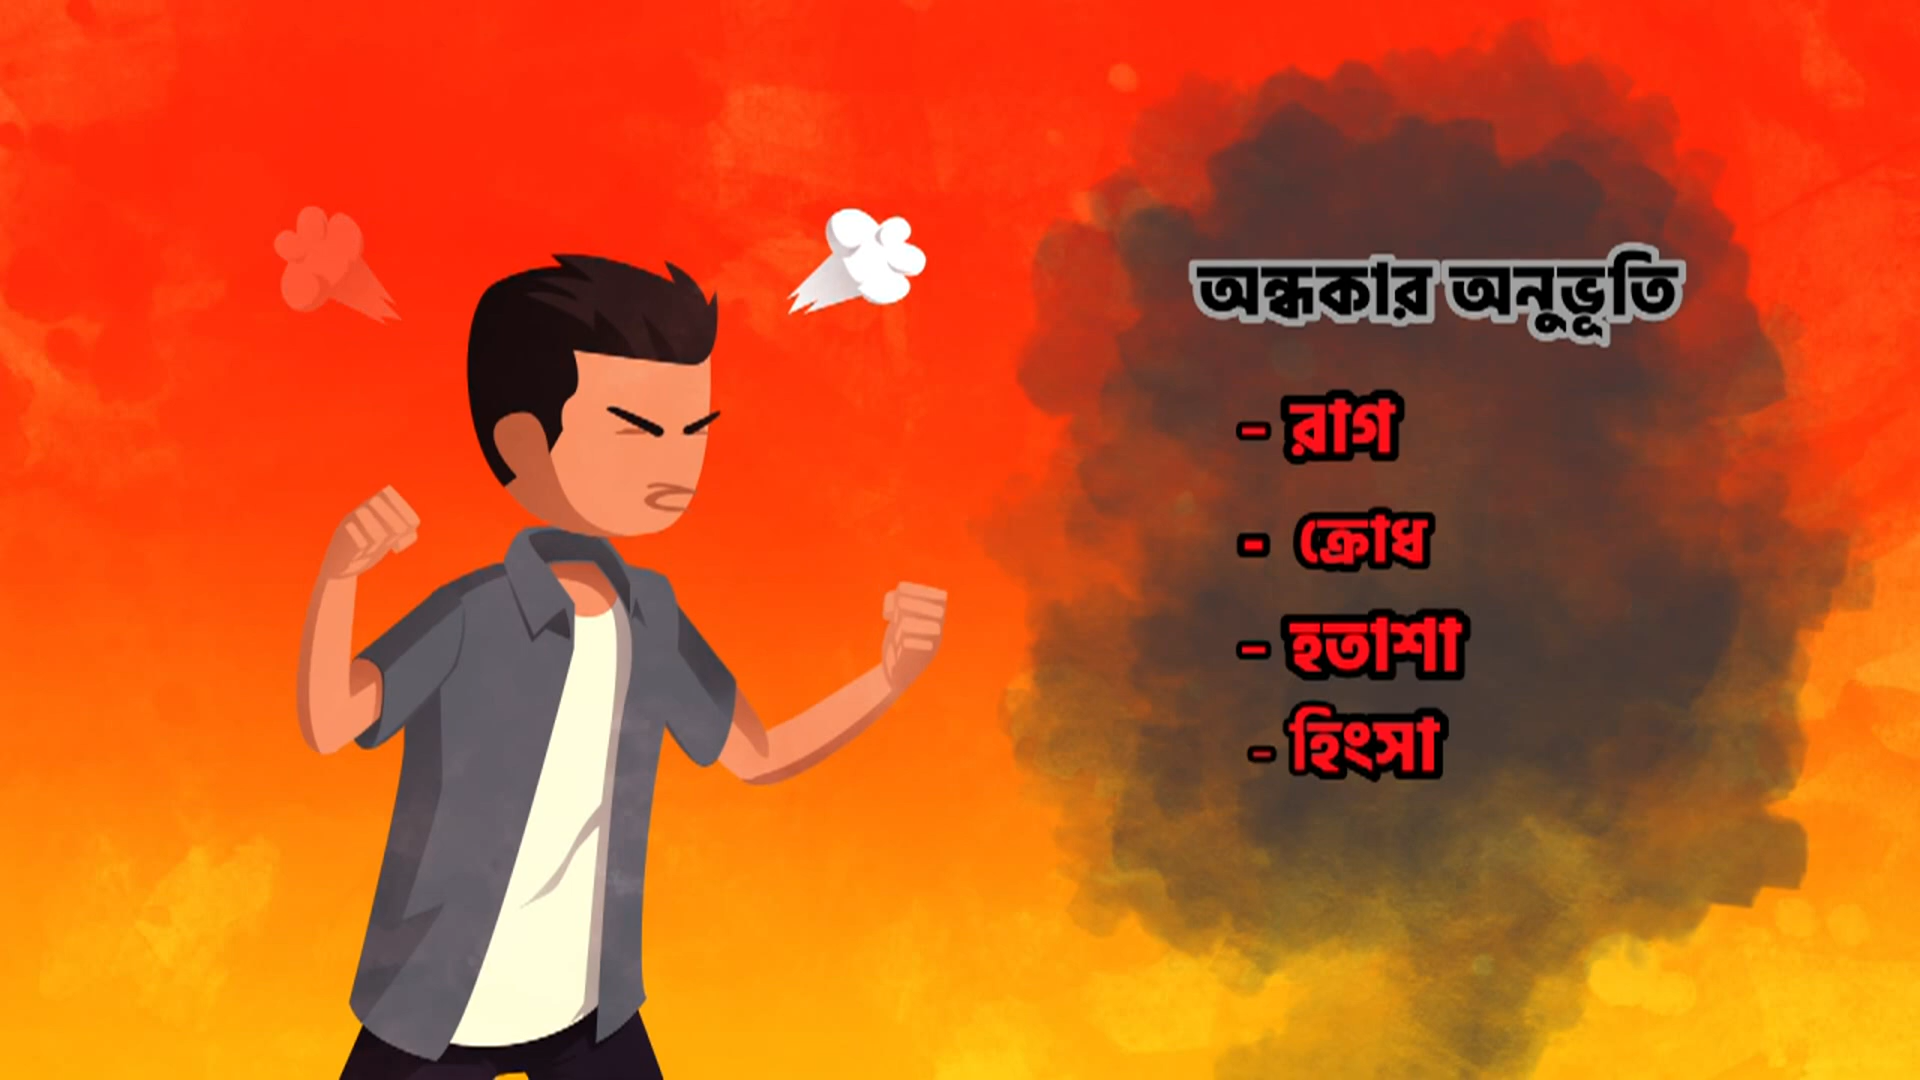 অন্ধকার অনুভূতি
- রাগ
- ক্রোধ
- হতাশা
- হিংসা